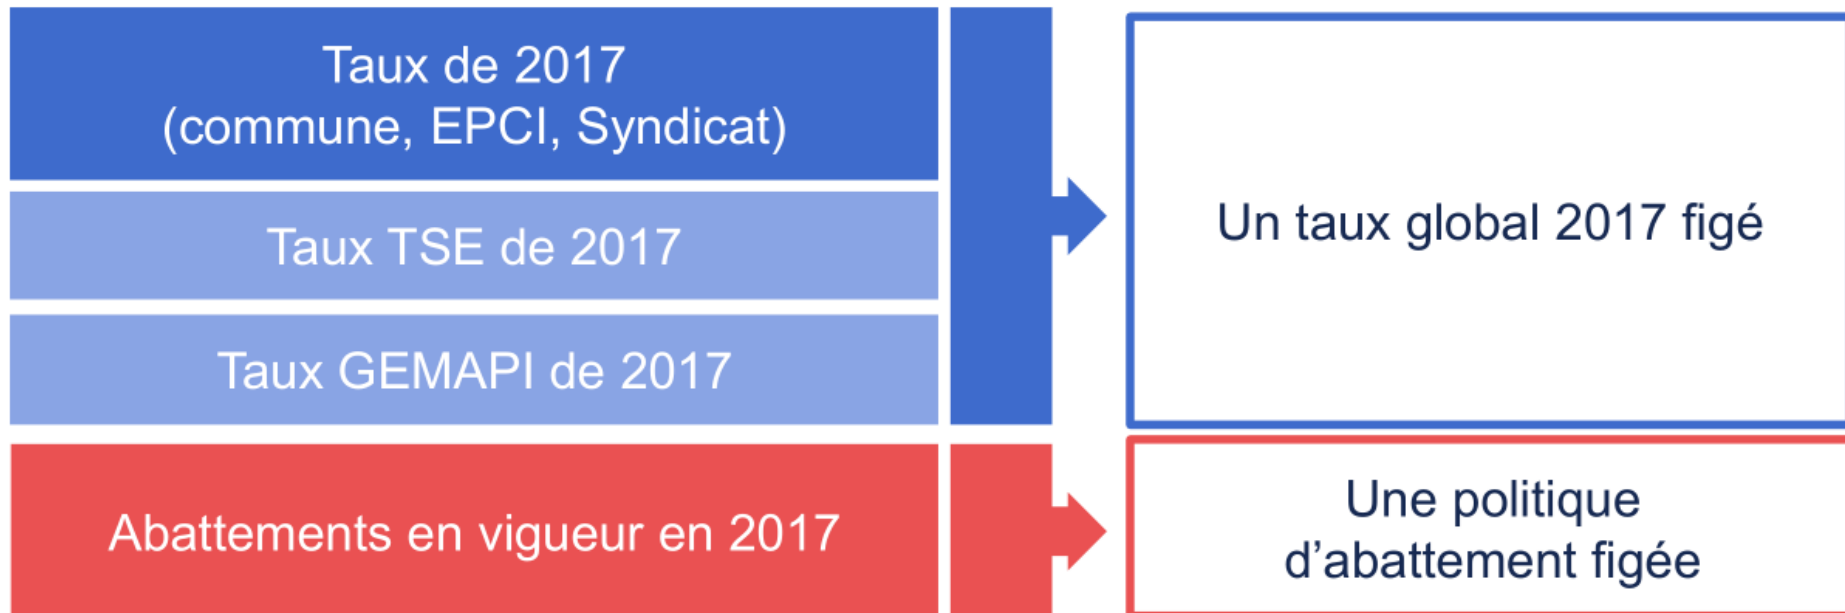 Taux de 2017
(commune, EPCI, Syndicat)
Taux TSE de 2017
Taux GEMAPI de 2017
Un taux global 2017 figé
Abattements en vigueur en 2017
Une politique
d’abattement figée